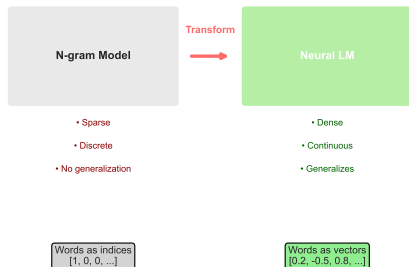 Transform
N-gram Model
Neural LM
• Sparse
• Discrete
• No generalization
• Dense
• Continuous
• Generalizes
Words as indices
[1, 0, 0, ...]
Words as vectors
[0.2, -0.5, 0.8, ...]